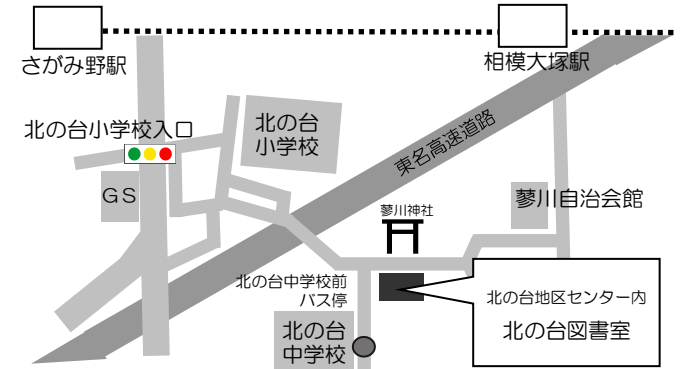 さがみ野駅
相模大塚駅
北の台小学校入口
北の台
小学校
東名高速道路
GS
蓼川神社
蓼川自治会館
北の台中学校前
バス停
北の台地区センター内
北の台図書室
北の台
中学校